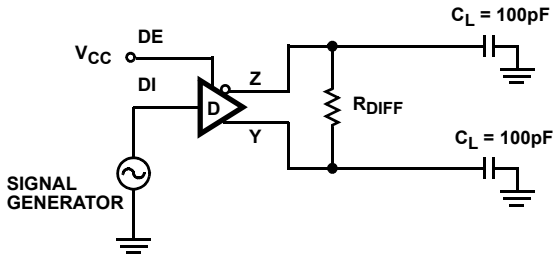 C_L = 100pF
DE
V_CC
DI
Z
D
R_DIFF
Y
C_L = 100pF
SIGNAL
GENERATOR